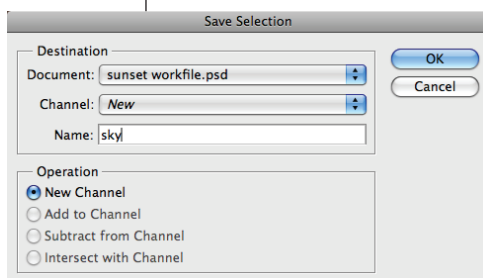 Save Selection
Destination
Document: sunset workfile.psd
Channel: New
Name: sky
OK
Cancel
Operation
New Channel
Add to Channel
Subtract from Channel
Intersect with Channel